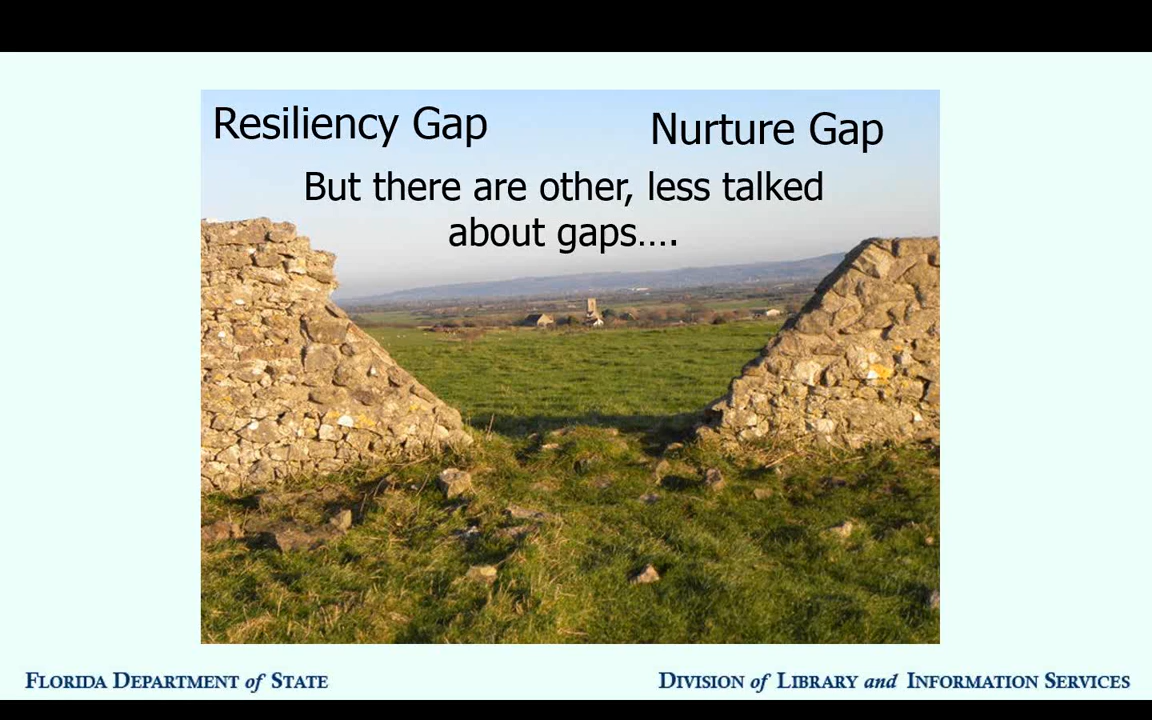 Resiliency Gap
Nurture Gap
But there are other, less talked
about gaps….
FLORIDA DEPARTMENT of STATE
DIVISION of LIBRARY and INFORMATION SERVICES